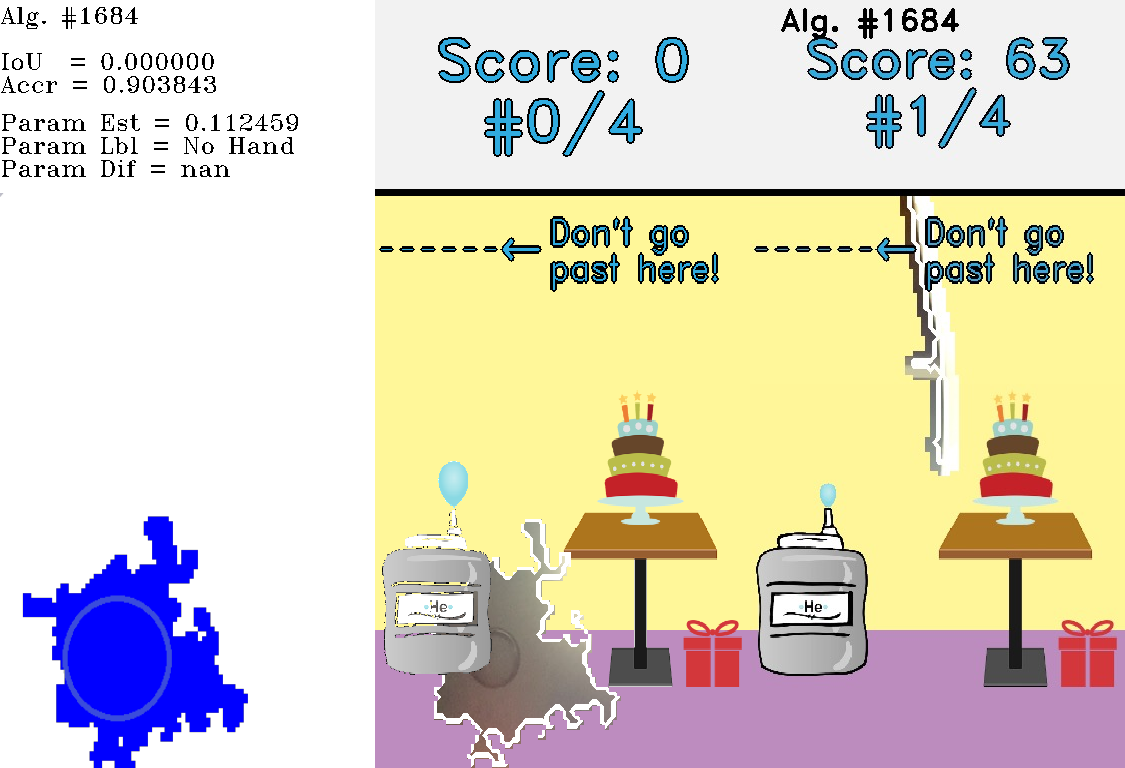 Alg. #1684
IoU = 0.000000
Accr = 0.903843
Param Est = 0.112459
Param Lbl = No Hand
Param Dif = nan
Score: 0
#0/4
Don't go
past here!
He
Alg. #1684
Score: 63
#1/4
Don't go
past here!
He